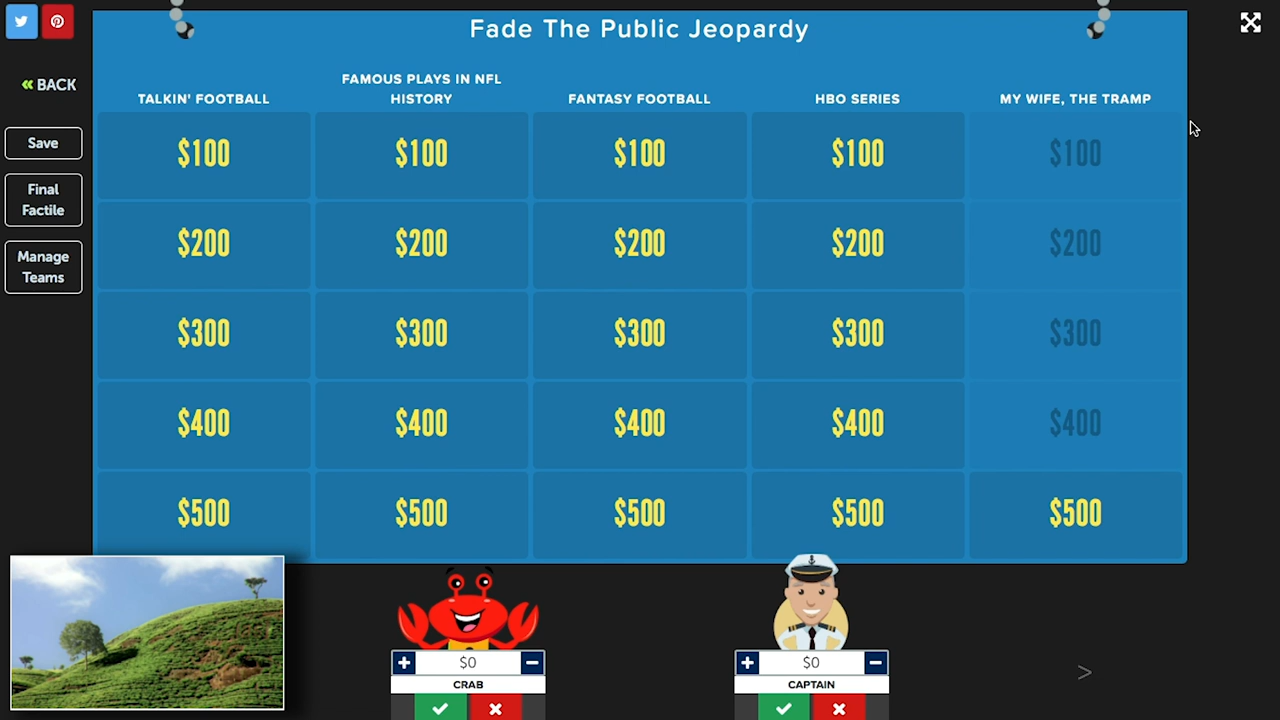 Fade The Public Jeopardy
« BACK
Save
Final
Factile
Manage
Teams
TALKIN' FOOTBALL
FAMOUS PLAYS IN NFL
HISTORY
FANTASY FOOTBALL
HBO SERIES
MY WIFE, THE TRAMP
$100 $100 $100 $100 $100
$200 $200 $200 $200 $200
$300 $300 $300 $300 $300
$400 $400 $400 $400 $400
$500 $500 $500 $500 $500
+ $0 −
CRAB
+ $0 −
CAPTAIN
>